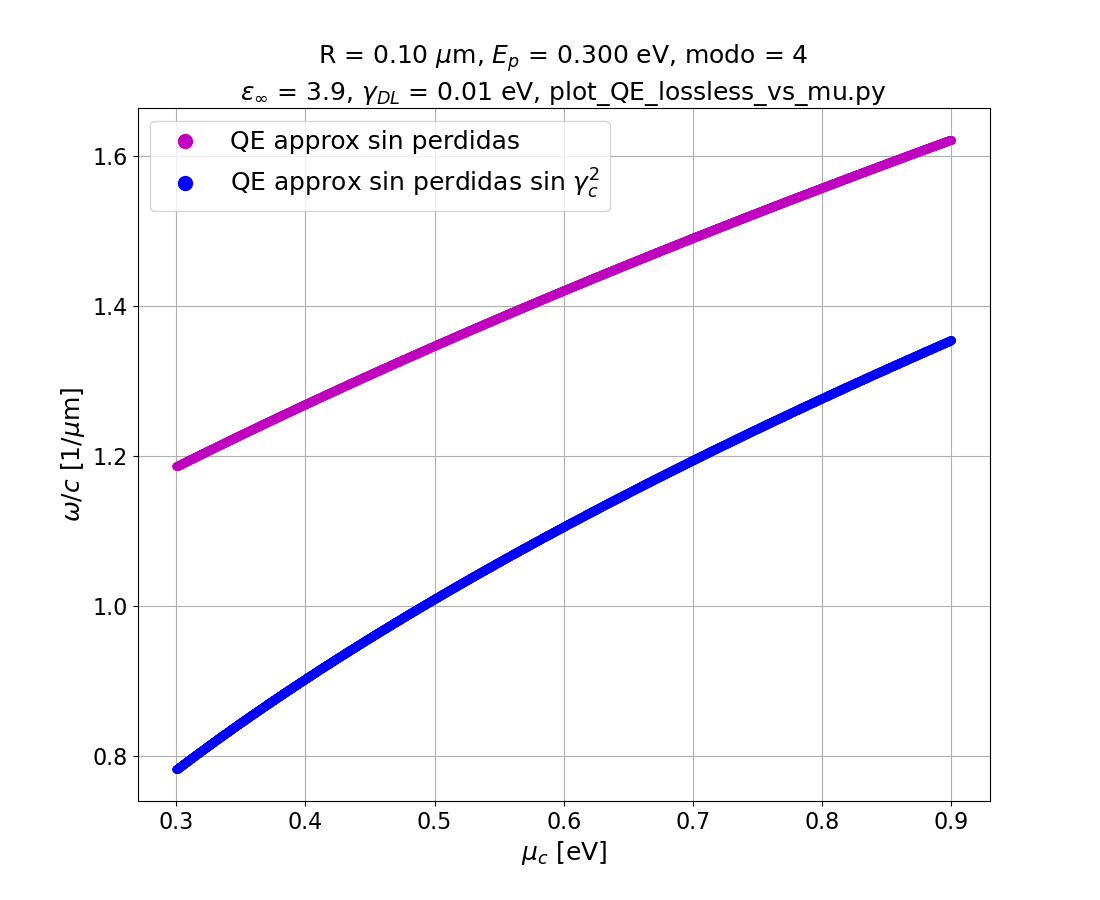 R = 0.10 μm, E_p = 0.300 eV, modo = 4
ε_∞ = 3.9, γ_DL = 0.01 eV, plot_QE_lossless_vs_mu.py
QE approx sin perdidas
QE approx sin perdidas sin γ_c^2
1.6
1.4
1.2
1.0
0.8
ω/c [1/μm]
0.3 0.4 0.5 0.6 0.7 0.8 0.9
μ_c [eV]